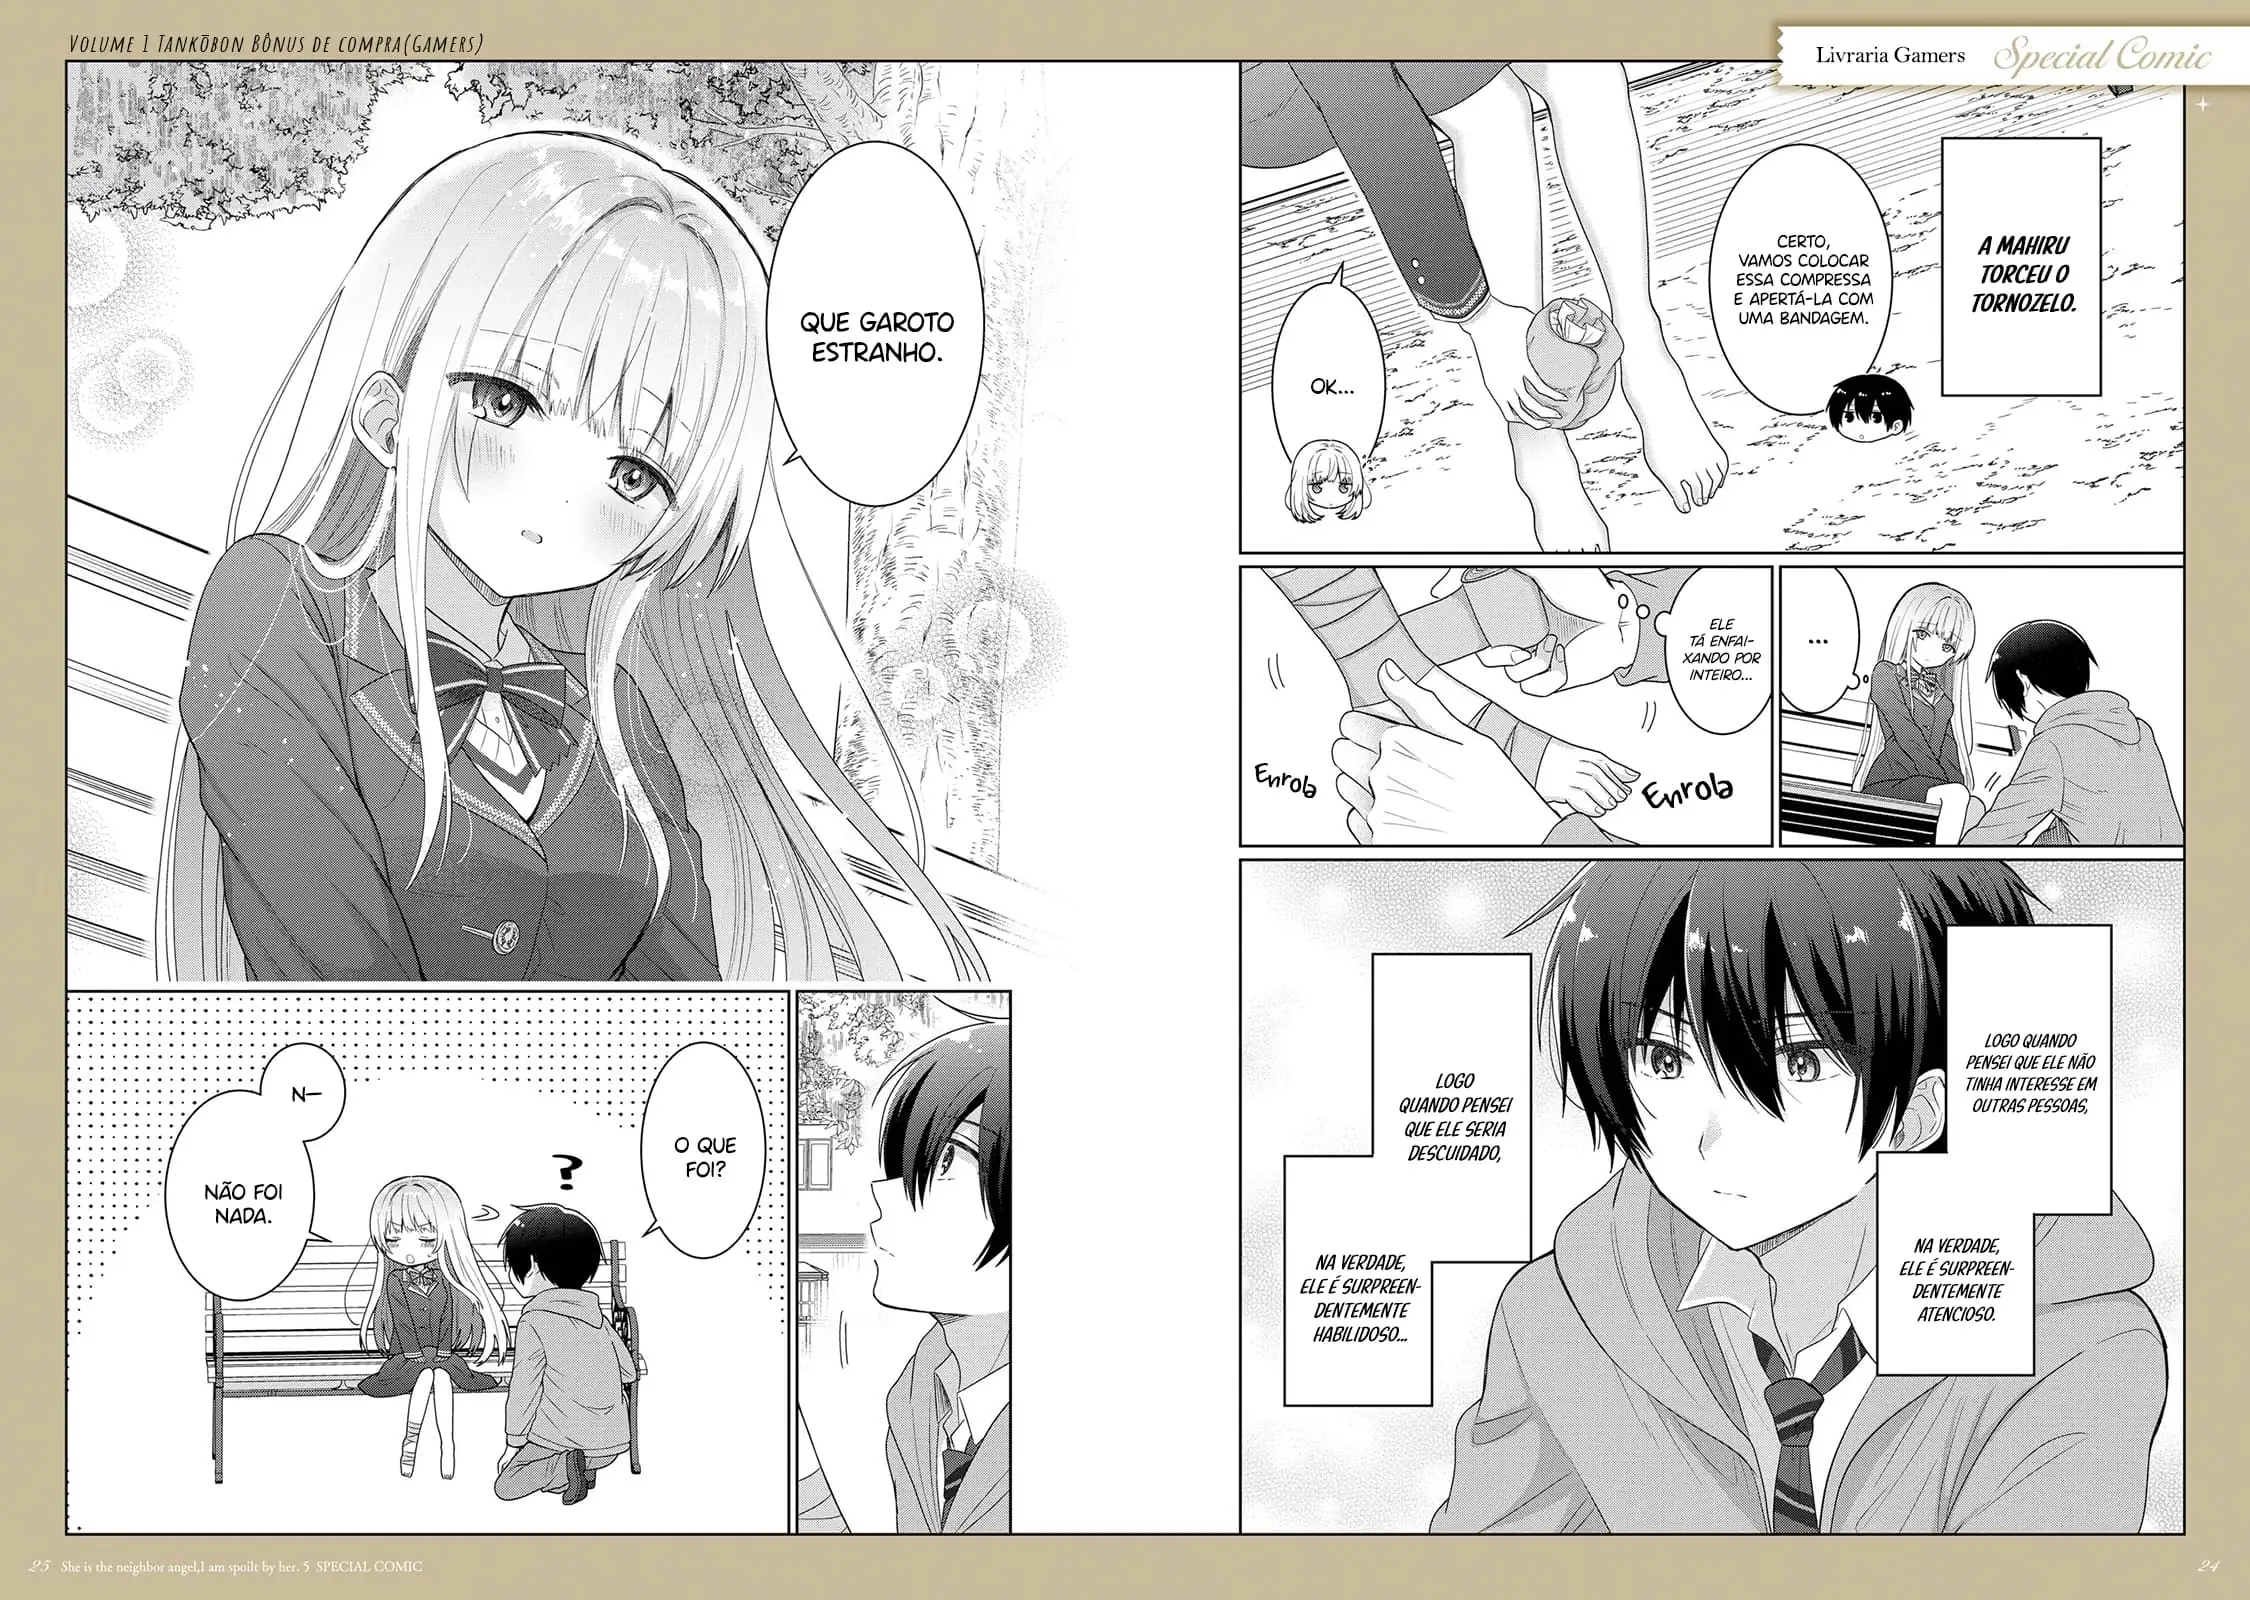 Volume 1 Tankōbon Bônus de compra(Gamers)
Livraria Gamers Special Comic
A MAHIRU
TORCEU O
TORNOZELO.
CERTO,
VAMOS COLOCAR
ESSA COMPRESSA
E APERTÁ-LA COM
UMA BANDAGEM.
OK...
...
ELE
TÁ ENFAI-
XANDO POR
INTEIRO...
Enrola
Enrola
LOGO QUANDO
PENSEI QUE ELE NÃO
TINHA INTERESSE EM
OUTRAS PESSOAS,
NA VERDADE,
ELE É SURPREEN-
DENTEMENTE
ATENCIOSO.
LOGO
QUANDO PENSEI
QUE ELE SERIA
DESCUIDADO,
NA VERDADE,
ELE É SURPREEN-
DENTEMENTE
HABILIDOSO...
QUE GAROTO
ESTRANHO.
O QUE
FOI?
?
N—
NÃO FOI
NADA.
25 She is the neighbor angel,I am spoilt by her. 5 SPECIAL COMIC
24